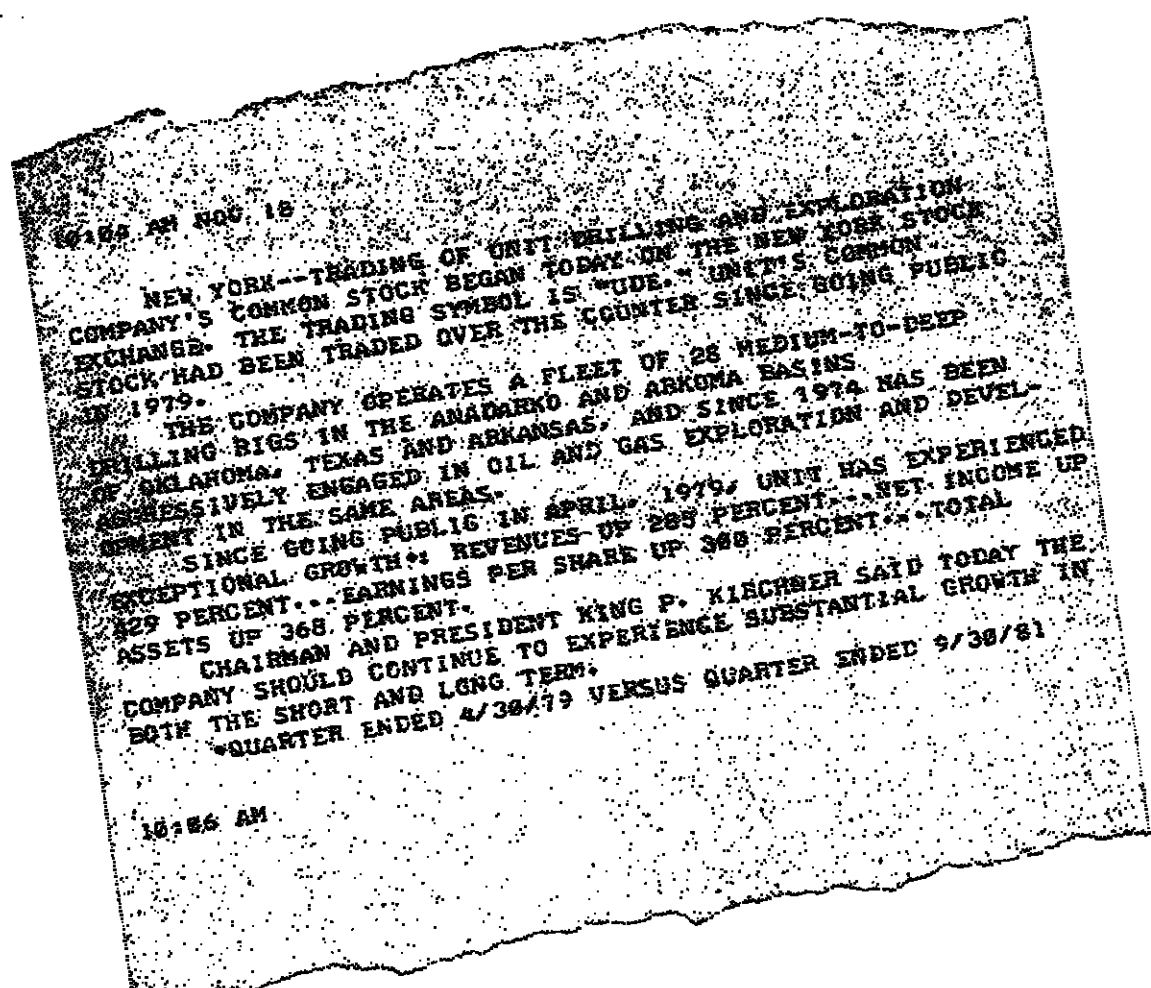 10:04 AM NOV 18
NEW YORK--TRADING OF UNIT DRILLING AND EXPLORATION
COMPANY'S COMMON STOCK BEGAN TODAY ON THE NEW YORK STOCK
EXCHANGE. THE TRADING SYMBOL IS "UDE." UNIT'S COMMON
STOCK HAD BEEN TRADED OVER THE COUNTER SINCE GOING PUBLIC
IN 1979.
THE COMPANY OPERATES A FLEET OF 28 MEDIUM-TO-DEEP
DRILLING RIGS IN THE ANADARKO AND ARKOMA BASINS
OF OKLAHOMA, TEXAS AND ARKANSAS, AND SINCE 1974 HAS BEEN
AGGRESSIVELY ENGAGED IN OIL AND GAS EXPLORATION AND DEVEL-
OPMENT IN THE SAME AREAS.
SINCE GOING PUBLIC IN APRIL, 1979, UNIT HAS EXPERIENCED
EXCEPTIONAL GROWTH*: REVENUES UP 285 PERCENT...NET INCOME UP
429 PERCENT...EARNINGS PER SHARE UP 300 PERCENT...TOTAL
ASSETS UP 368 PERCENT.
CHAIRMAN AND PRESIDENT KING P. KIRCHNER SAID TODAY THE
COMPANY SHOULD CONTINUE TO EXPERIENCE SUBSTANTIAL GROWTH IN
BOTH THE SHORT AND LONG TERM.
*QUARTER ENDED 4/30/79 VERSUS QUARTER ENDED 9/30/81
10:06 AM